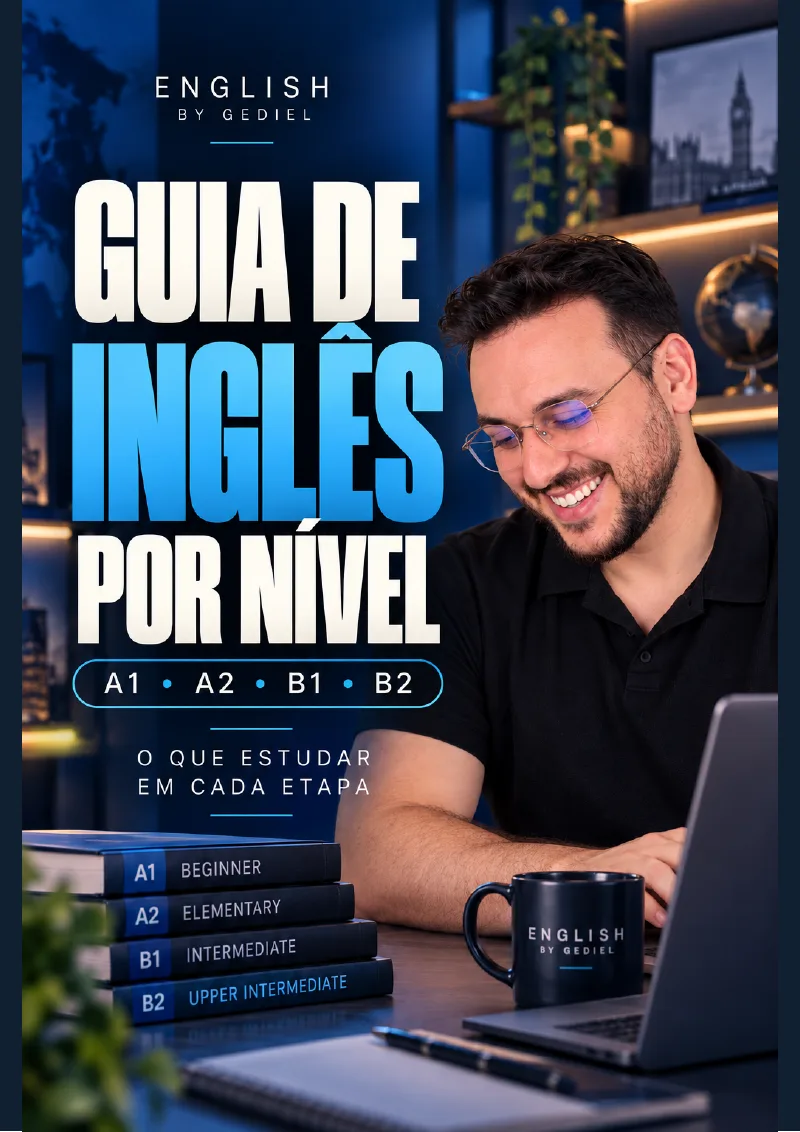 ENGLISH
BY GEDIEL
GUIA DE
INGLÊS
POR NÍVEL
A1 • A2 • B1 • B2
O QUE ESTUDAR
EM CADA ETAPA
A1 BEGINNER
A2 ELEMENTARY
B1 INTERMEDIATE
B2 UPPER INTERMEDIATE
ENGLISH
BY GEDIEL